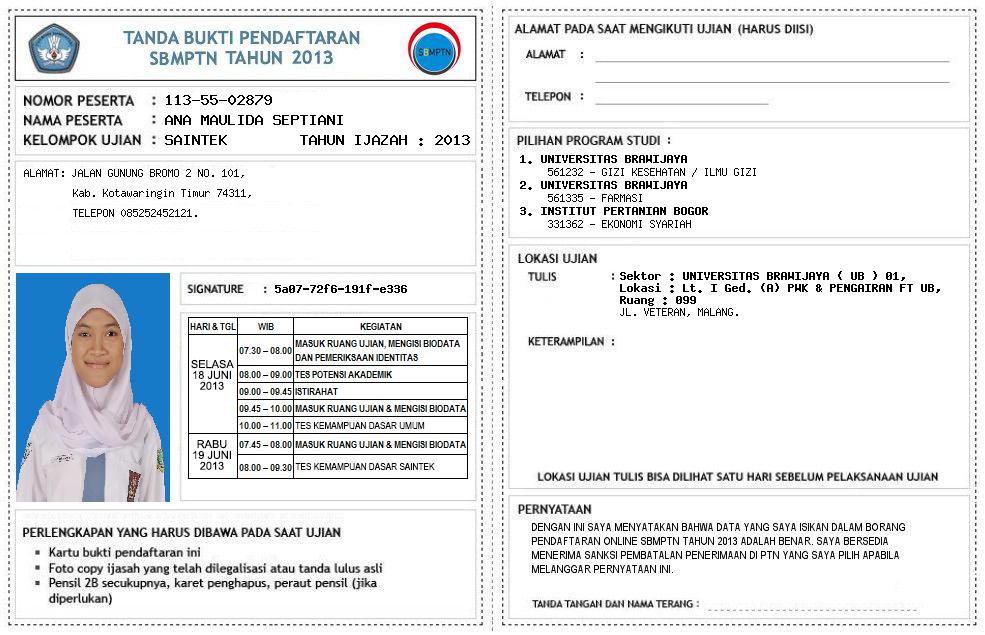 TANDA BUKTI PENDAFTARAN
SBMPTN TAHUN 2013
SBMPTN
NOMOR PESERTA : 113-55-02879
NAMA PESERTA : ANA MAULIDA SEPTIANI
KELOMPOK UJIAN : SAINTEK TAHUN IJAZAH : 2013
ALAMAT: JALAN GUNUNG BROMO 2 NO. 101,
Kab. Kotawaringin Timur 74311,
TELEPON 085252452121.
SIGNATURE : 5a07-72f6-191f-e336
HARI & TGL WIB KEGIATAN
SELASA
18 JUNI
2013
07.30 – 08.00 MASUK RUANG UJIAN, MENGISI BIODATA
DAN PEMERIKSAAN IDENTITAS
08.00 – 09.00 TES POTENSI AKADEMIK
09.00 – 09.45 ISTIRAHAT
09.45 – 10.00 MASUK RUANG UJIAN & MENGISI BIODATA
10.00 – 11.00 TES KEMAMPUAN DASAR UMUM
RABU
19 JUNI
2013
07.45 – 08.00 MASUK RUANG UJIAN & MENGISI BIODATA
08.00 – 09.30 TES KEMAMPUAN DASAR SAINTEK
PERLENGKAPAN YANG HARUS DIBAWA PADA SAAT UJIAN
▪ Kartu bukti pendaftaran ini
▪ Foto copy ijasah yang telah dilegalisasi atau tanda lulus asli
▪ Pensil 2B secukupnya, karet penghapus, peraut pensil (jika
diperlukan)
ALAMAT PADA SAAT MENGIKUTI UJIAN (HARUS DIISI)
ALAMAT :
TELEPON :
PILIHAN PROGRAM STUDI :
1. UNIVERSITAS BRAWIJAYA
561232 - GIZI KESEHATAN / ILMU GIZI
2. UNIVERSITAS BRAWIJAYA
561335 - FARMASI
3. INSTITUT PERTANIAN BOGOR
331362 - EKONOMI SYARIAH
LOKASI UJIAN
TULIS : Sektor : UNIVERSITAS BRAWIJAYA ( UB ) 01,
Lokasi : Lt. I Ged. (A) PWK & PENGAIRAN FT UB,
Ruang : 099
JL. VETERAN, MALANG.
KETERAMPILAN :
LOKASI UJIAN TULIS BISA DILIHAT SATU HARI SEBELUM PELAKSANAAN UJIAN
PERNYATAAN
DENGAN INI SAYA MENYATAKAN BAHWA DATA YANG SAYA ISIKAN DALAM BORANG
PENDAFTARAN ONLINE SBMPTN TAHUN 2013 ADALAH BENAR. SAYA BERSEDIA
MENERIMA SANKSI PEMBATALAN PENERIMAAN DI PTN YANG SAYA PILIH APABILA
MELANGGAR PERNYATAAN INI.
TANDA TANGAN DAN NAMA TERANG :